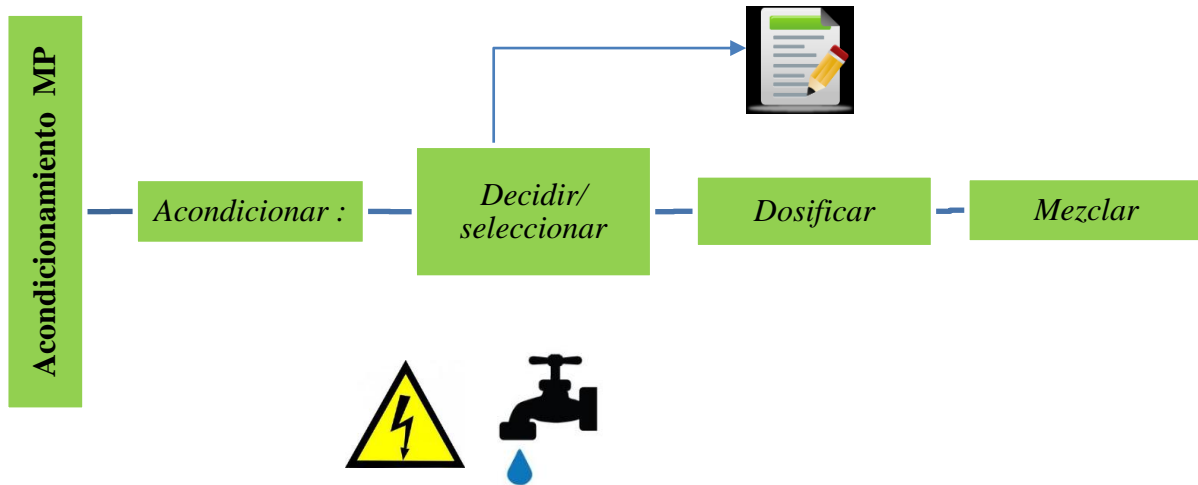 Acondicionamiento MP
Acondicionar :
Decidir/
seleccionar
Dosificar
Mezclar